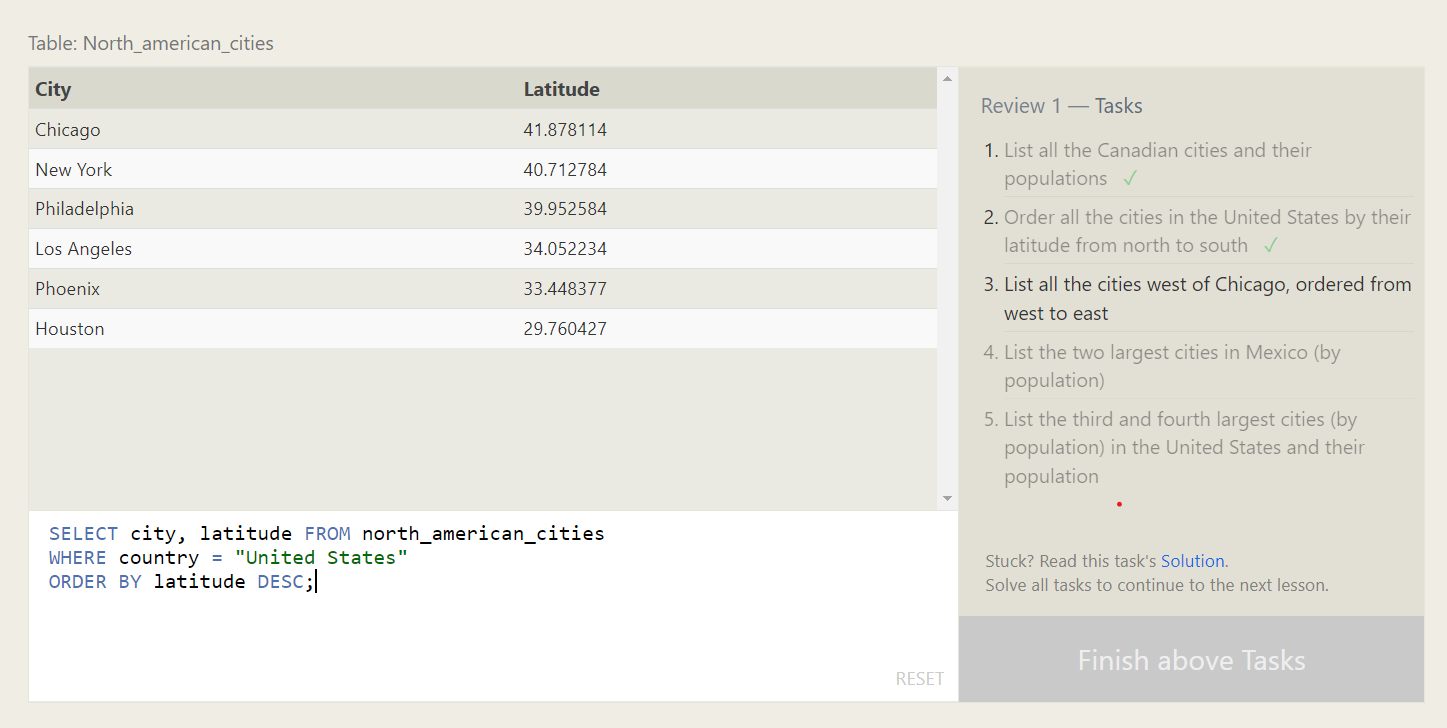 Table: North_american_cities
City Latitude
Chicago 41.878114
New York 40.712784
Philadelphia 39.952584
Los Angeles 34.052234
Phoenix 33.448377
Houston 29.760427
SELECT city, latitude FROM north_american_cities
WHERE country = "United States"
ORDER BY latitude DESC;
RESET
Review 1 — Tasks
1. List all the Canadian cities and their
populations ✓
2. Order all the cities in the United States by their
latitude from north to south ✓
3. List all the cities west of Chicago, ordered from
west to east
4. List the two largest cities in Mexico (by
population)
5. List the third and fourth largest cities (by
population) in the United States and their
population
Stuck? Read this task's Solution.
Solve all tasks to continue to the next lesson.
Finish above Tasks